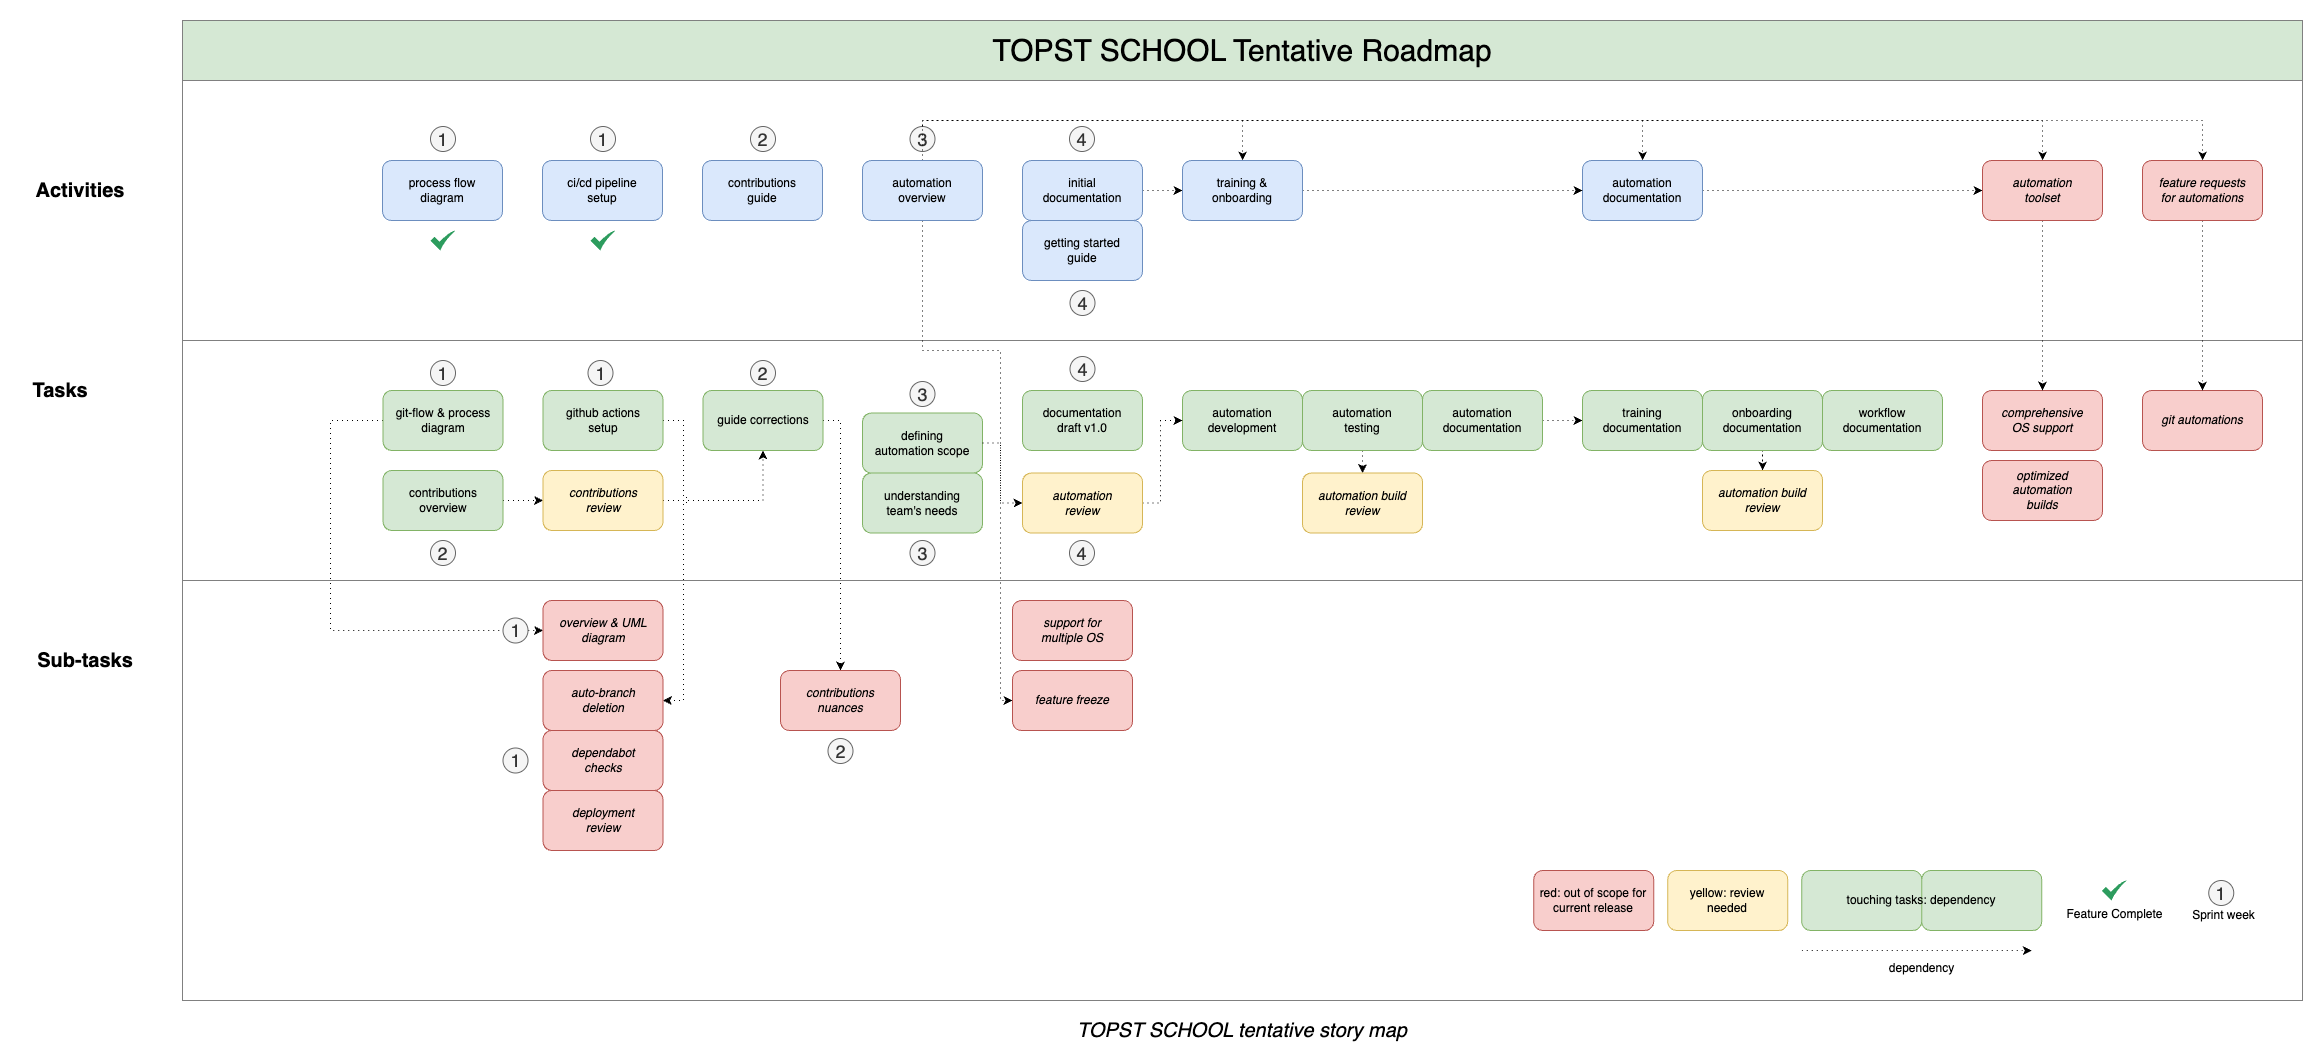 TOPST SCHOOL Tentative Roadmap
Activities
1
1
2
3
4
process flow
diagram
ci/cd pipeline
setup
contributions
guide
automation
overview
initial
documentation
training &
onboarding
automation
documentation
automation
toolset
feature requests
for automations
getting started
guide
4
Tasks
1
1
2
3
4
git-flow & process
diagram
github actions
setup
guide corrections
defining
automation scope
documentation
draft v1.0
automation
development
automation
testing
automation
documentation
training
documentation
onboarding
documentation
workflow
documentation
comprehensive
OS support
git automations
contributions
overview
contributions
review
understanding
team's needs
automation
review
automation build
review
automation build
review
optimized
automation
builds
2
3
4
Sub-tasks
1
overview & UML
diagram
support for
multiple OS
auto-branch
deletion
contributions
nuances
feature freeze
1
dependabot
checks
2
deployment
review
red: out of scope for
current release
yellow: review
needed
touching tasks: dependency
Feature Complete
1
Sprint week
dependency
TOPST SCHOOL tentative story map